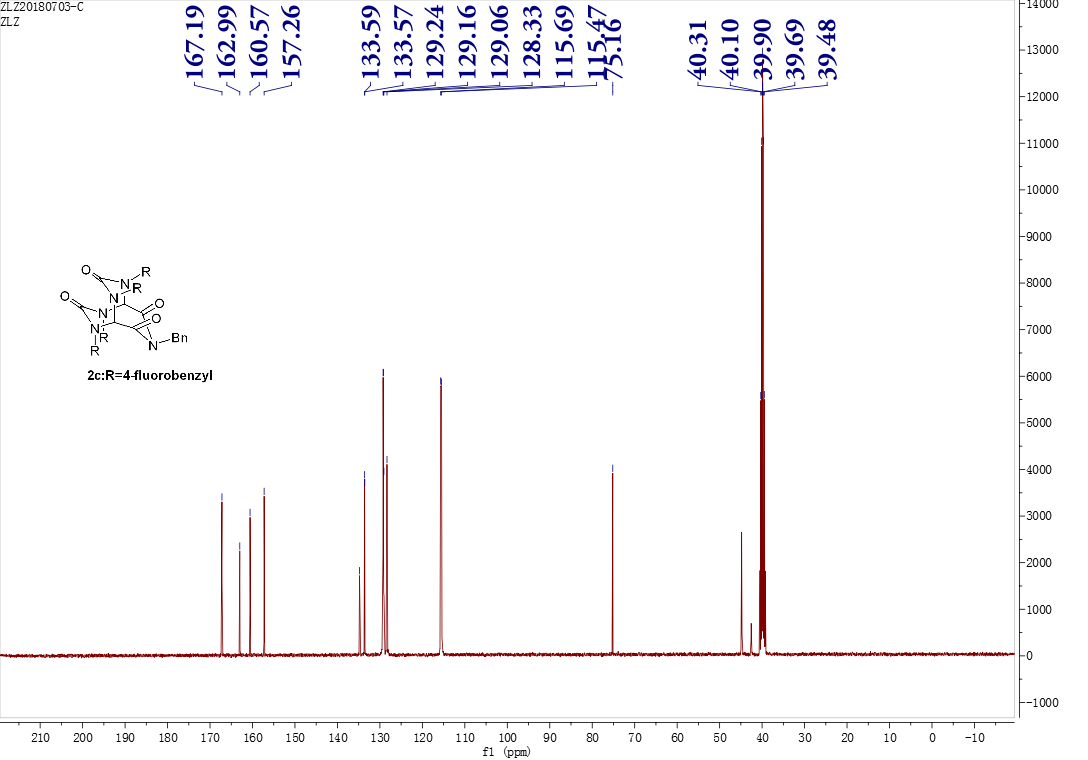 ZLZ20180703-C
ZLZ
167.19
162.99
160.57
157.26
133.59
133.57
129.24
129.16
129.06
128.33
115.69
115.47
75.16
40.31
40.10
39.90
39.69
39.48
14000
13000
12000
11000
10000
9000
8000
7000
6000
5000
4000
3000
2000
1000
0
-1000
O
N
R
N
R
O
N
O
N
R
O
R
N
Bn
2c:R=4-fluorobenzyl
210 200 190 180 170 160 150 140 130 120 110 100 90 80 70 60 50 40 30 20 10 0 -10
f1 (ppm)